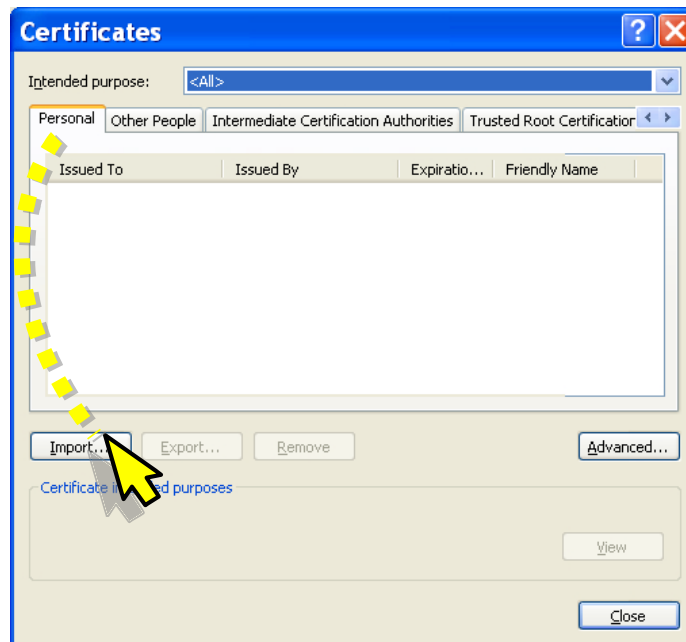 Certificates
Intended purpose: <All>
Personal Other People Intermediate Certification Authorities Trusted Root Certification
Issued To Issued By Expiratio... Friendly Name
Import... Export... Remove Advanced...
Certificate purposes
View
Close